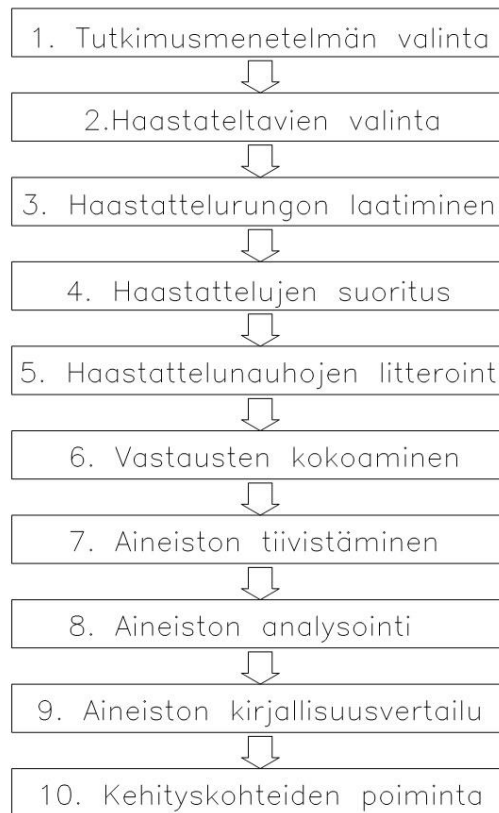 1. Tutkimusmenetelmän valinta
2.Haastateltavien valinta
3. Haastattelurungon laatiminen
4. Haastattelujen suoritus
5. Haastattelunauhojen litteroint
6. Vastausten kokoaminen
7. Aineiston tiivistäminen
8. Aineiston analysointi
9. Aineiston kirjallisuusvertailu
10. Kehityskohteiden poiminta